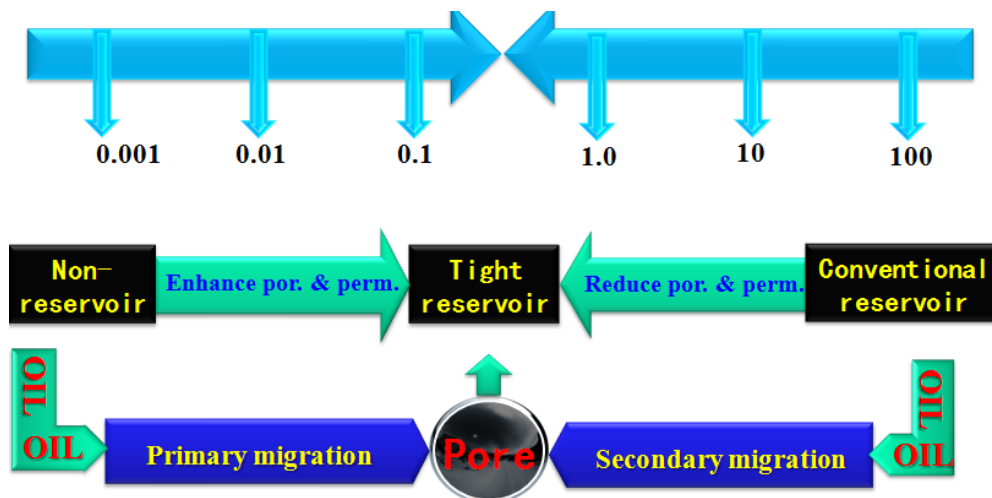 0.001 0.01 0.1 1.0 10 100
Non-
reservoir
Enhance por. & perm.
Tight
reservoir
Reduce por. & perm.
Conventional
reservoir
OIL
OIL
Primary migration
Pore
Secondary migration
OIL
OIL